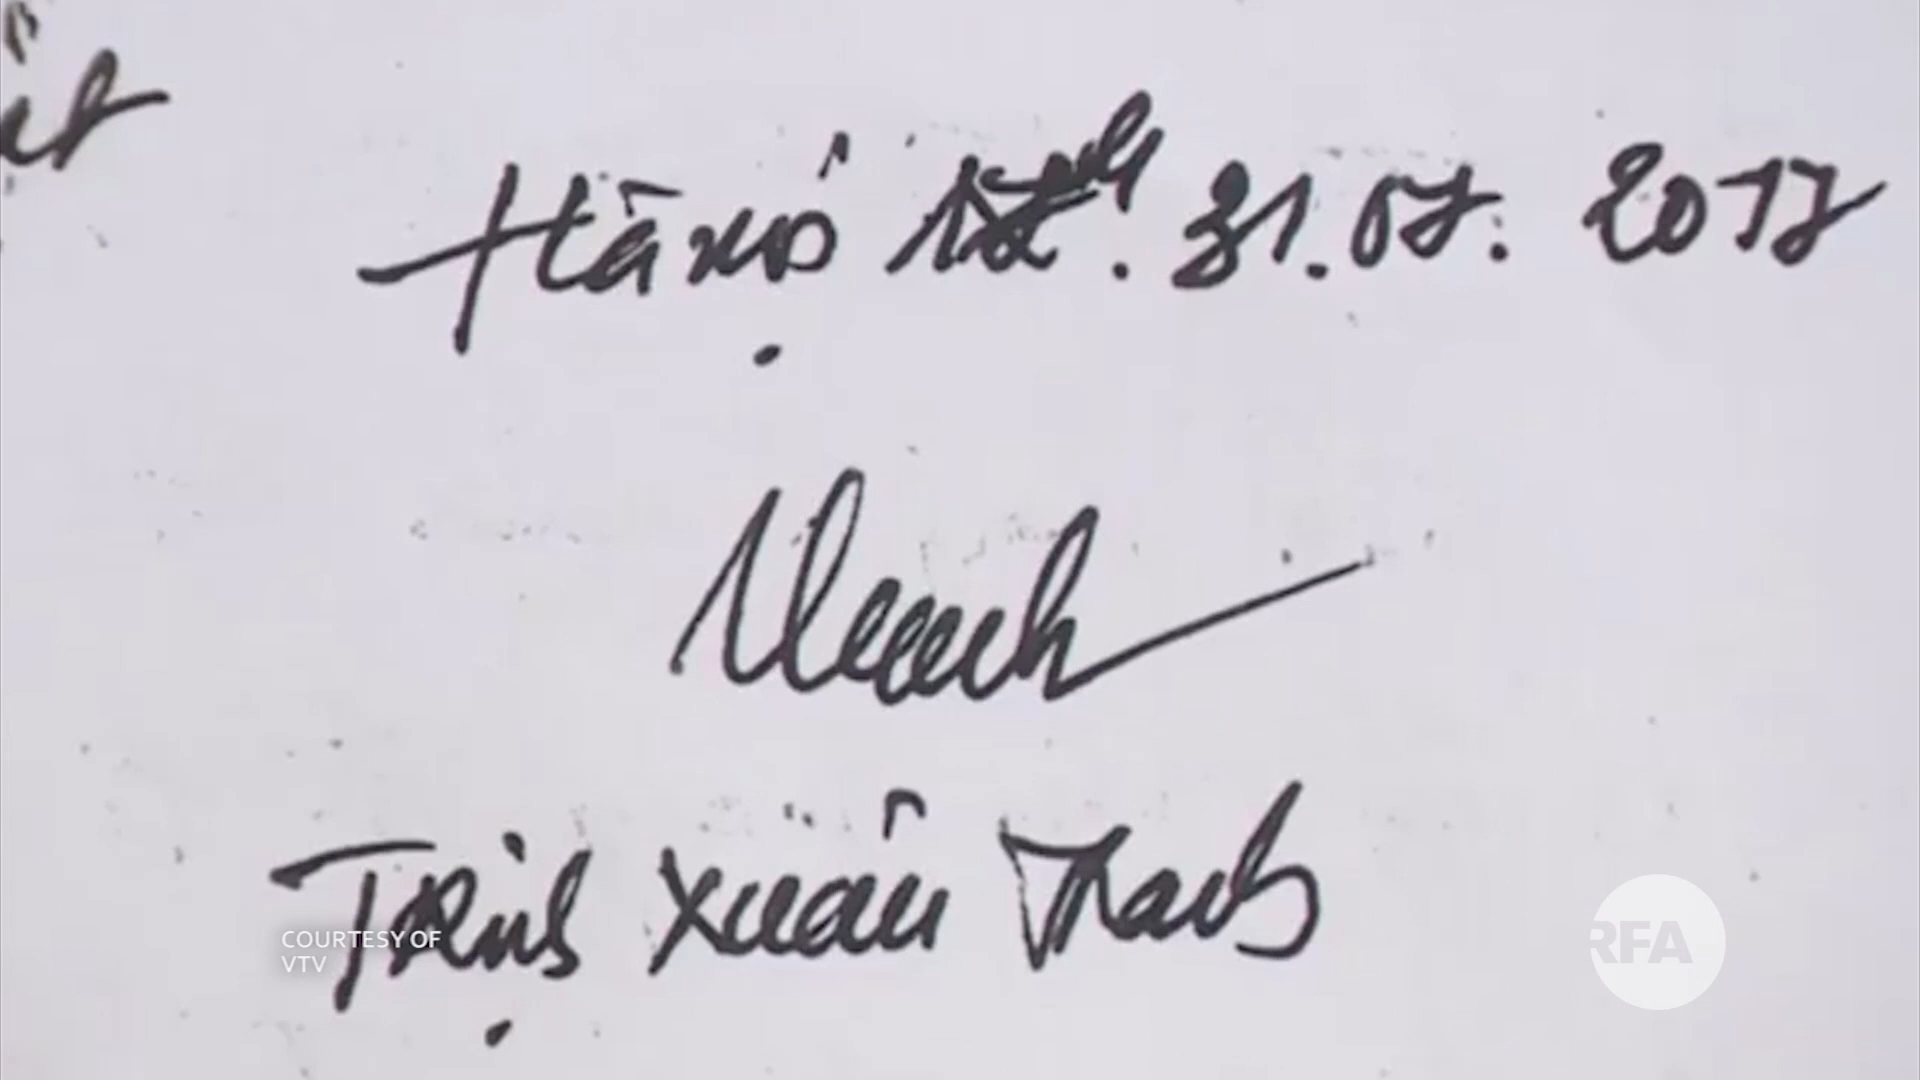 Hà nội 31.07.2017
Trịnh Xuân Thanh
COURTESY OF
VTV
RFA